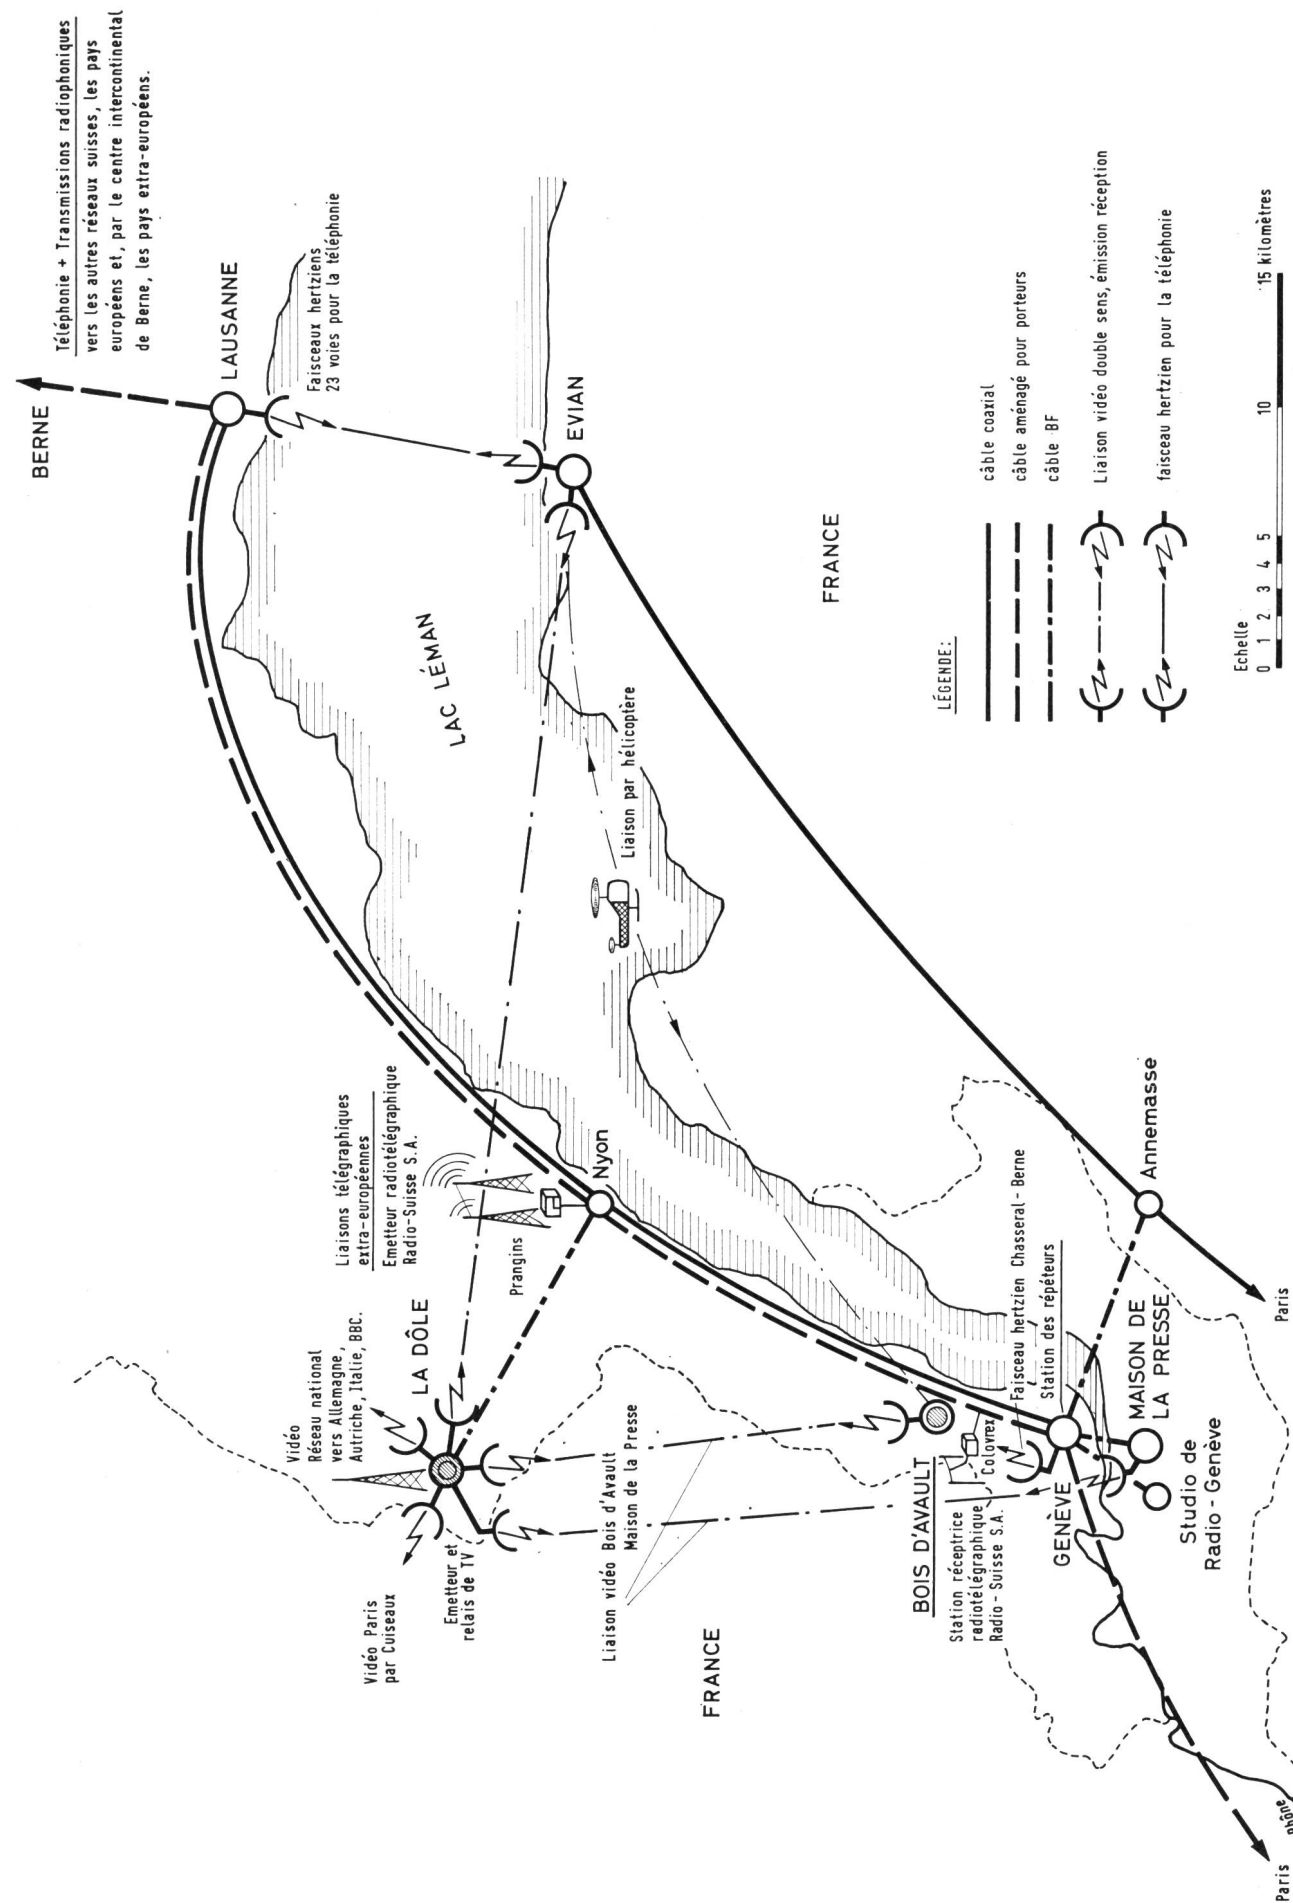 Téléphonie + Transmissions radiophoniques
vers les autres réseaux suisses, les pays
européens et, par le centre intercontinental
de Berne, les pays extra-européens.
BERNE
LAUSANNE
Faisceaux hertziens
23 voies pour la téléphonie
EVIAN
LAC LÉMAN
Liaison par hélicoptère
FRANCE
Liaisons télégraphiques
extra-européennes
Emetteur radiotélégraphique
Radio-Suisse S.A.
Prangins
Nyon
Vidéo
Réseau national
vers Allemagne,
Autriche, Italie, BBC.
LA DÔLE
Vidéo Paris
par Cuiseaux
Emetteur et
relais de TV
Liaison vidéo Bois d'Avault
Maison de la Presse
FRANCE
BOIS D'AVAULT
Station réceptrice
radiotélégraphique
Radio-Suisse S.A.
Colovrex
Faisceau hertzien Chasseral-Berne
Station des répéteurs
GENÈVE
MAISON DE
LA PRESSE
Studio de
Radio-Genève
Annemasse
Paris
Paris
Rhône
LÉGENDE:
câble coaxial
câble aménagé pour porteurs
câble BF
Liaison vidéo double sens, émission réception
faisceau hertzien pour la téléphonie
Echelle
0 1 2 3 4 5 10 15 kilomètres